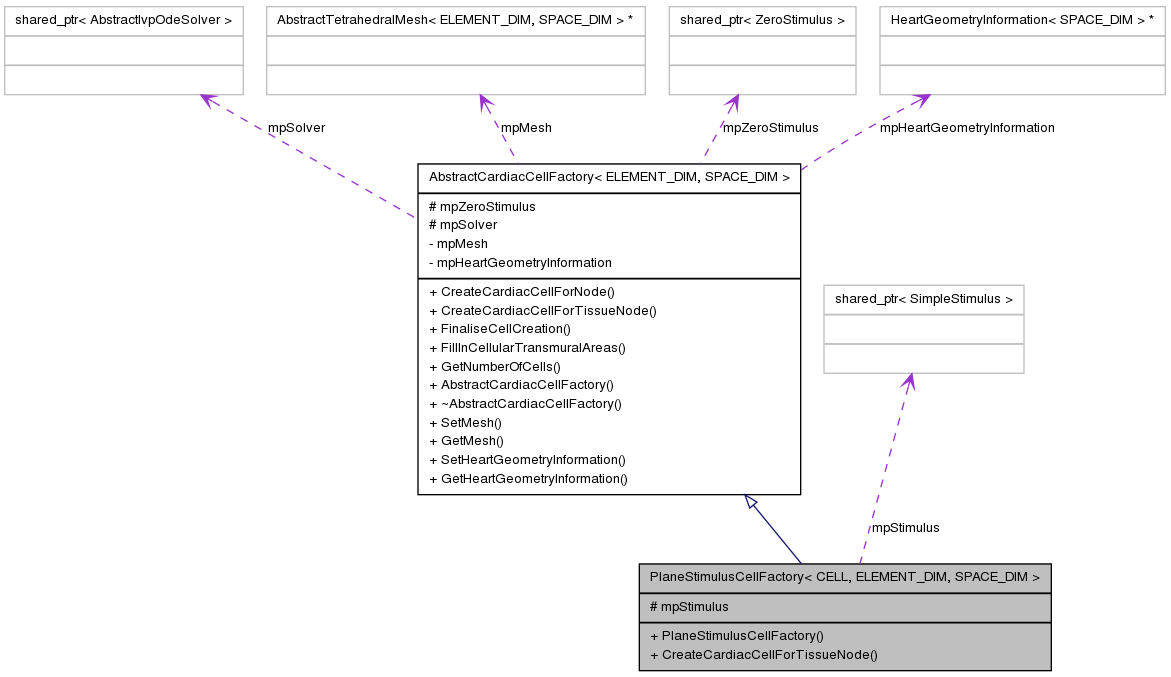 shared_ptr< AbstractIvpOdeSolver >
AbstractTetrahedralMesh< ELEMENT_DIM, SPACE_DIM > *
shared_ptr< ZeroStimulus >
HeartGeometryInformation< SPACE_DIM > *
mpSolver
mpMesh
mpZeroStimulus
mpHeartGeometryInformation
AbstractCardiacCellFactory< ELEMENT_DIM, SPACE_DIM >
# mpZeroStimulus
# mpSolver
- mpMesh
- mpHeartGeometryInformation
+ CreateCardiacCellForNode()
+ CreateCardiacCellForTissueNode()
+ FinaliseCellCreation()
+ FillInCellularTransmuralAreas()
+ GetNumberOfCells()
+ AbstractCardiacCellFactory()
+ ~AbstractCardiacCellFactory()
+ SetMesh()
+ GetMesh()
+ SetHeartGeometryInformation()
+ GetHeartGeometryInformation()
shared_ptr< SimpleStimulus >
mpStimulus
PlaneStimulusCellFactory< CELL, ELEMENT_DIM, SPACE_DIM >
# mpStimulus
+ PlaneStimulusCellFactory()
+ CreateCardiacCellForTissueNode()